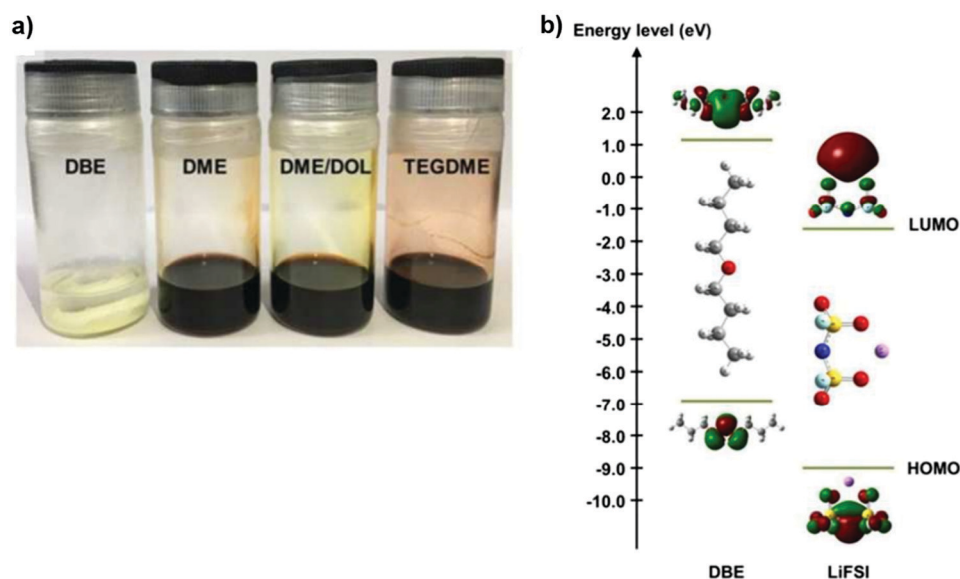 a)
DBE
DME
DME/DOL
TEGDME
b)
Energy level (eV)
2.0
1.0
0.0
-1.0
-2.0
-3.0
-4.0
-5.0
-6.0
-7.0
-8.0
-9.0
-10.0
LUMO
HOMO
DBE
LiFSI